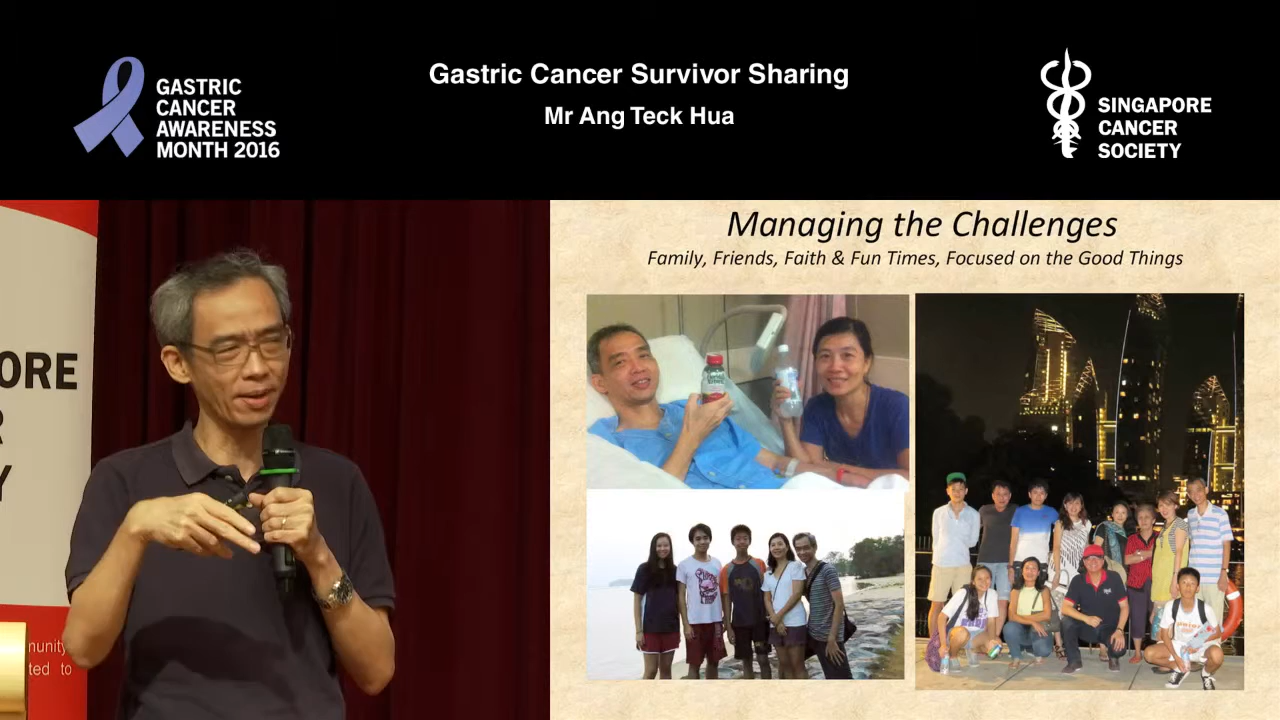 GASTRIC
CANCER
AWARENESS
MONTH 2016
Gastric Cancer Survivor Sharing
Mr Ang Teck Hua
SINGAPORE
CANCER
SOCIETY
ORE
R
Y
munity
ted to
Managing the Challenges
Family, Friends, Faith & Fun Times, Focused on the Good Things